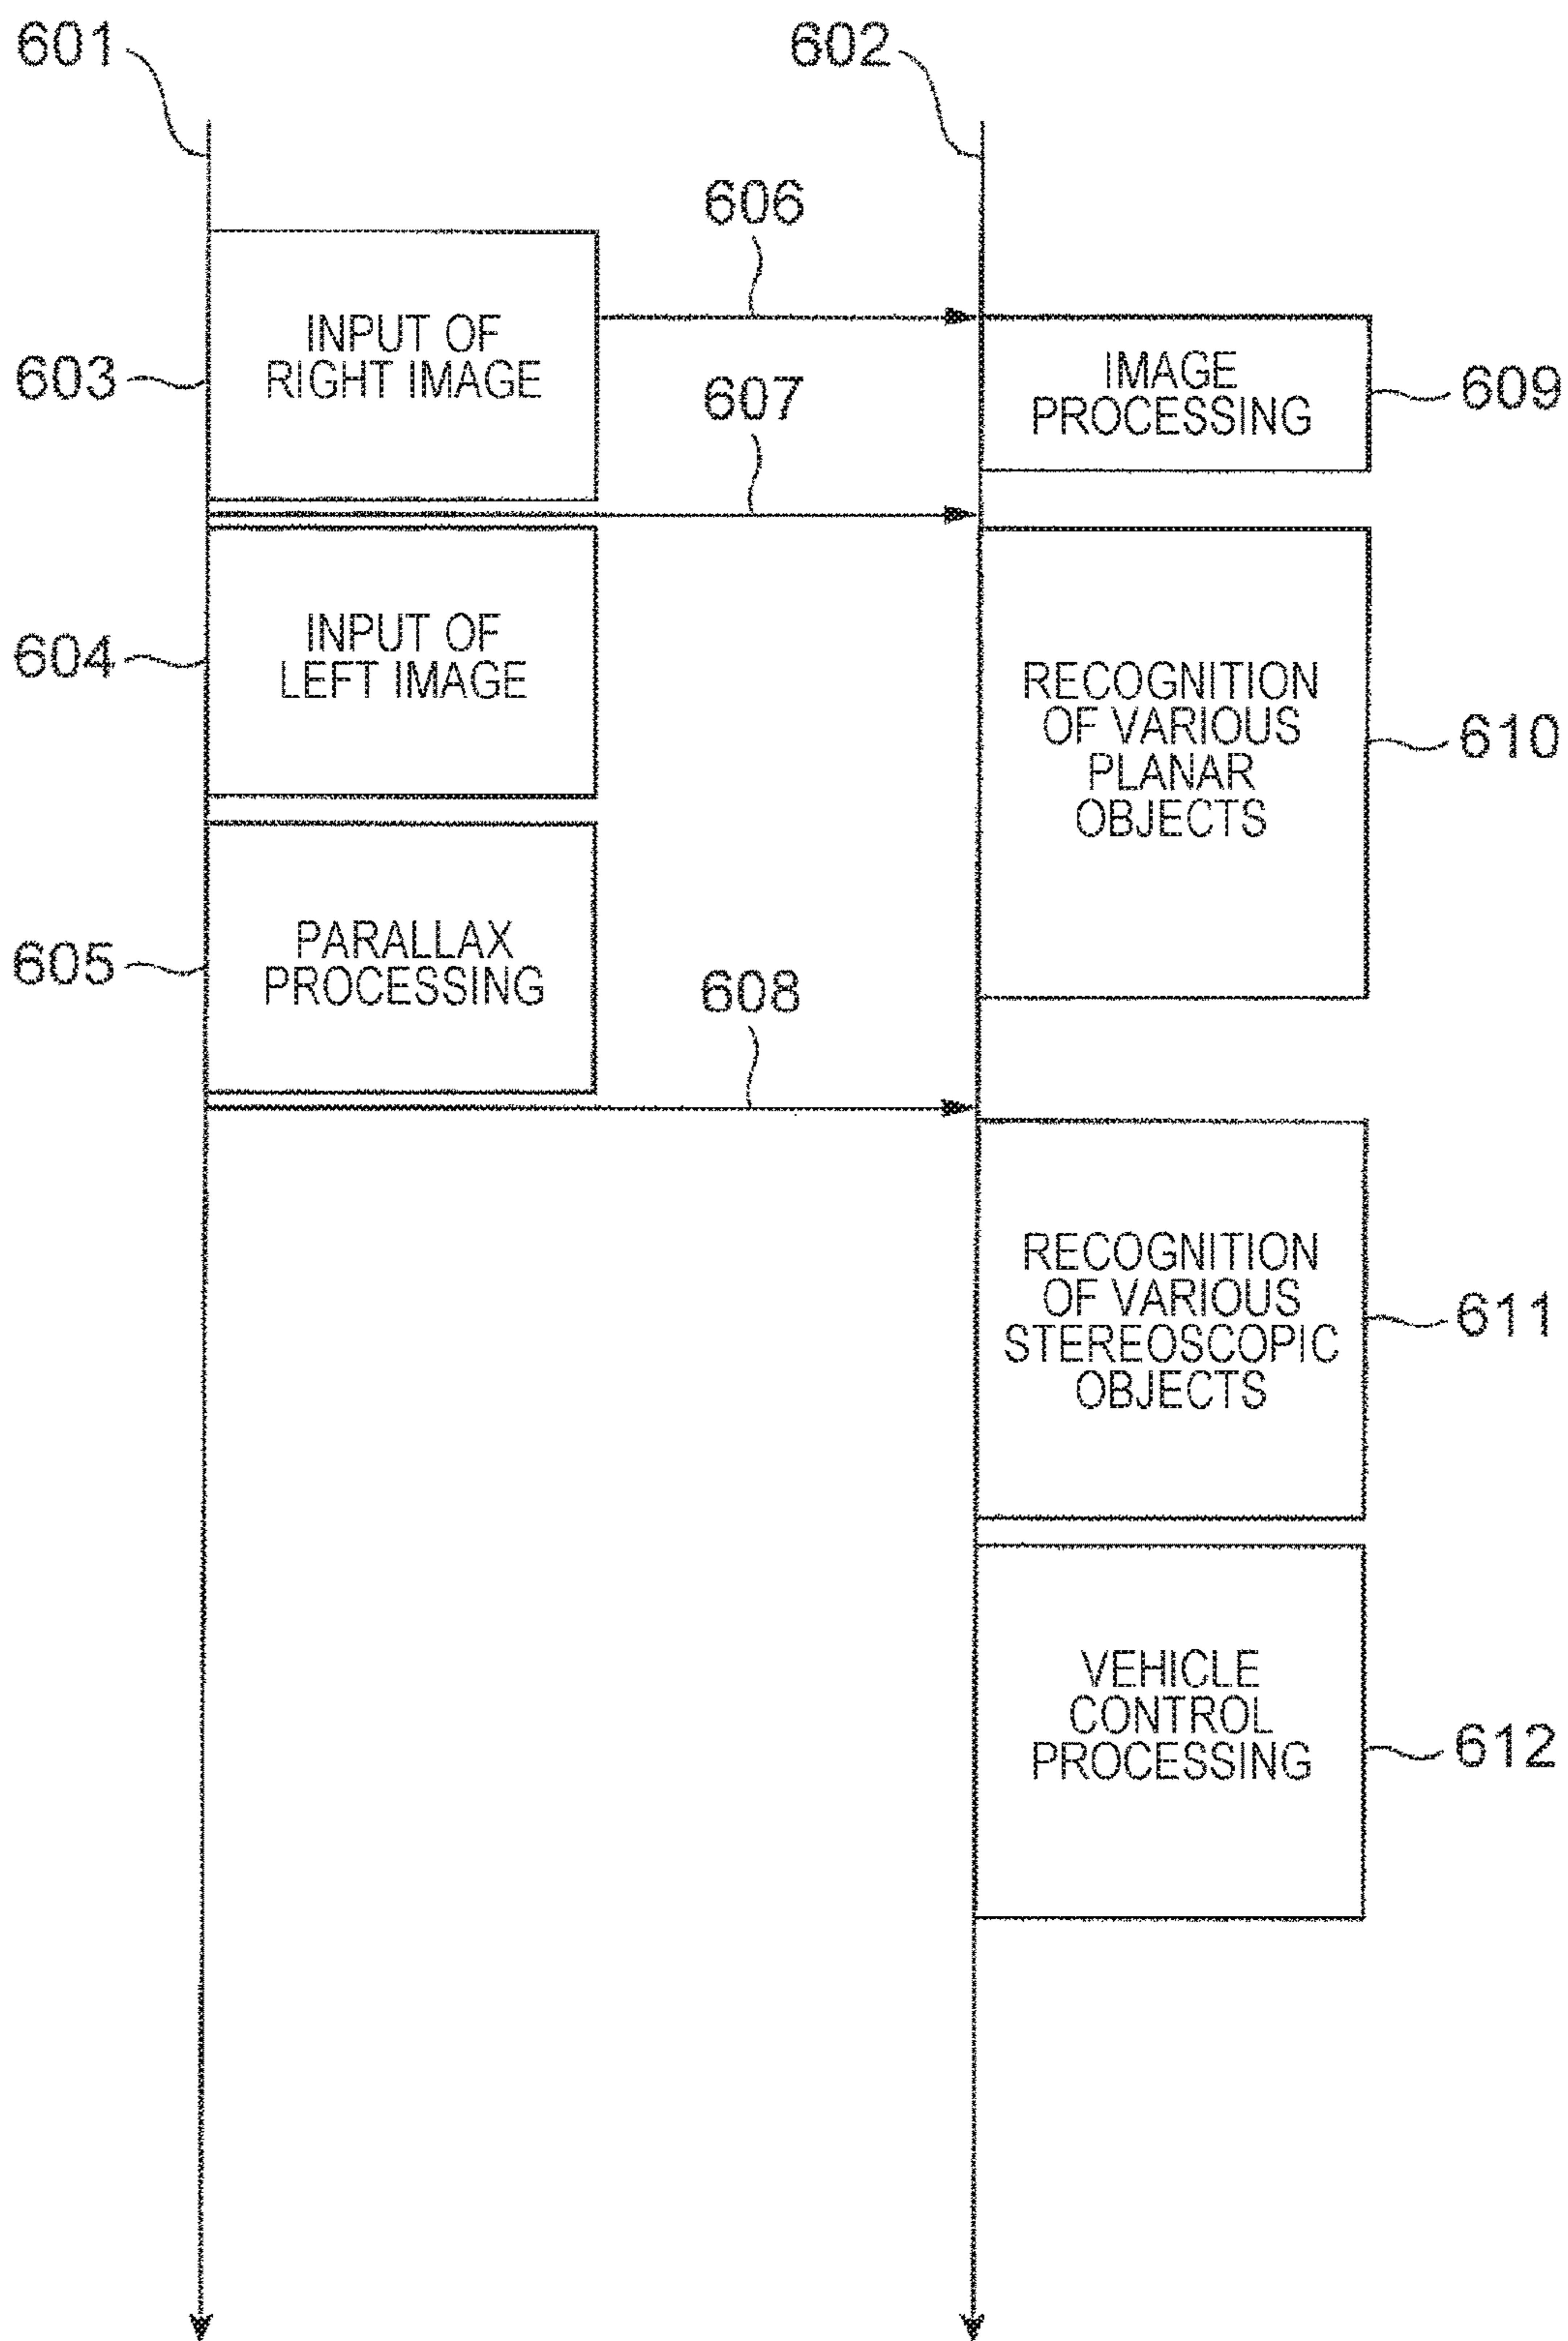 601
602
606
INPUT OF
RIGHT IMAGE
603
607
IMAGE
PROCESSING
609
INPUT OF
LEFT IMAGE
604
RECOGNITION
OF VARIOUS
PLANAR
OBJECTS
610
PARALLAX
PROCESSING
605
608
RECOGNITION
OF VARIOUS
STEREOSCOPIC
OBJECTS
611
VEHICLE
CONTROL
PROCESSING
612